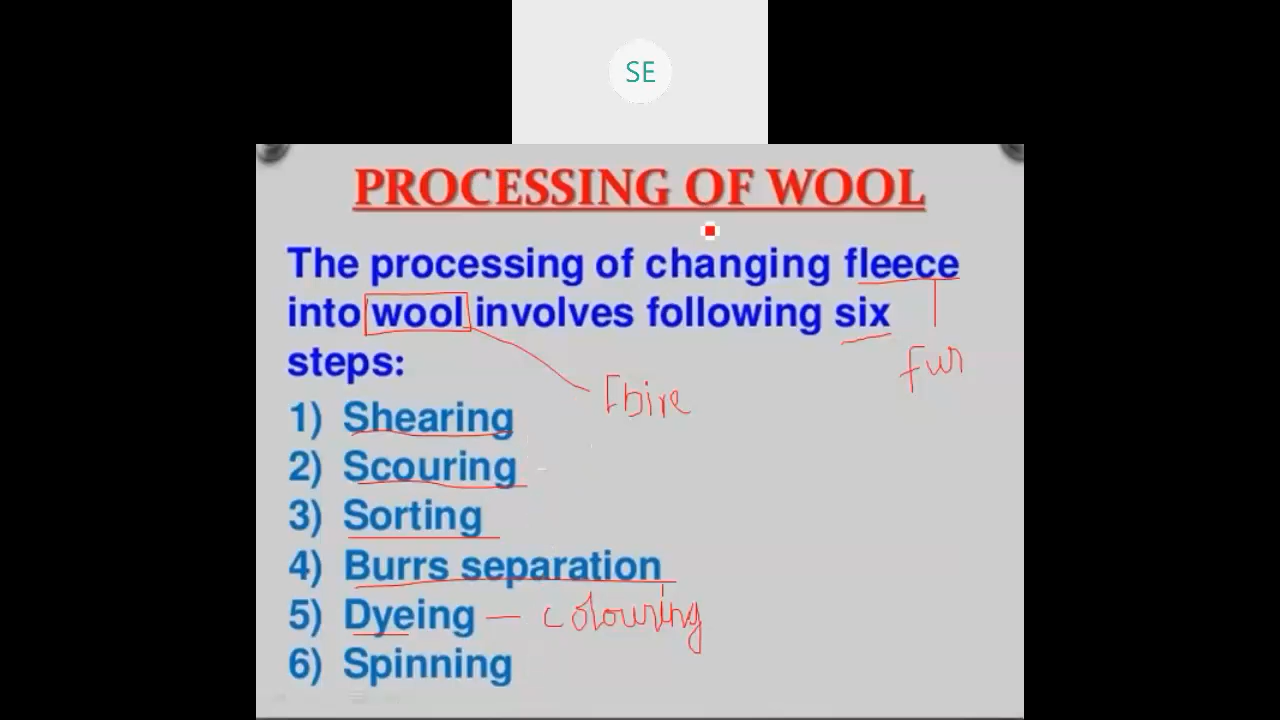 SE
PROCESSING OF WOOL
The processing of changing fleece
into wool involves following six
steps:
fur
1) Shearing
2) Scouring
3) Sorting
4) Burrs separation
5) Dyeing – colouring
6) Spinning